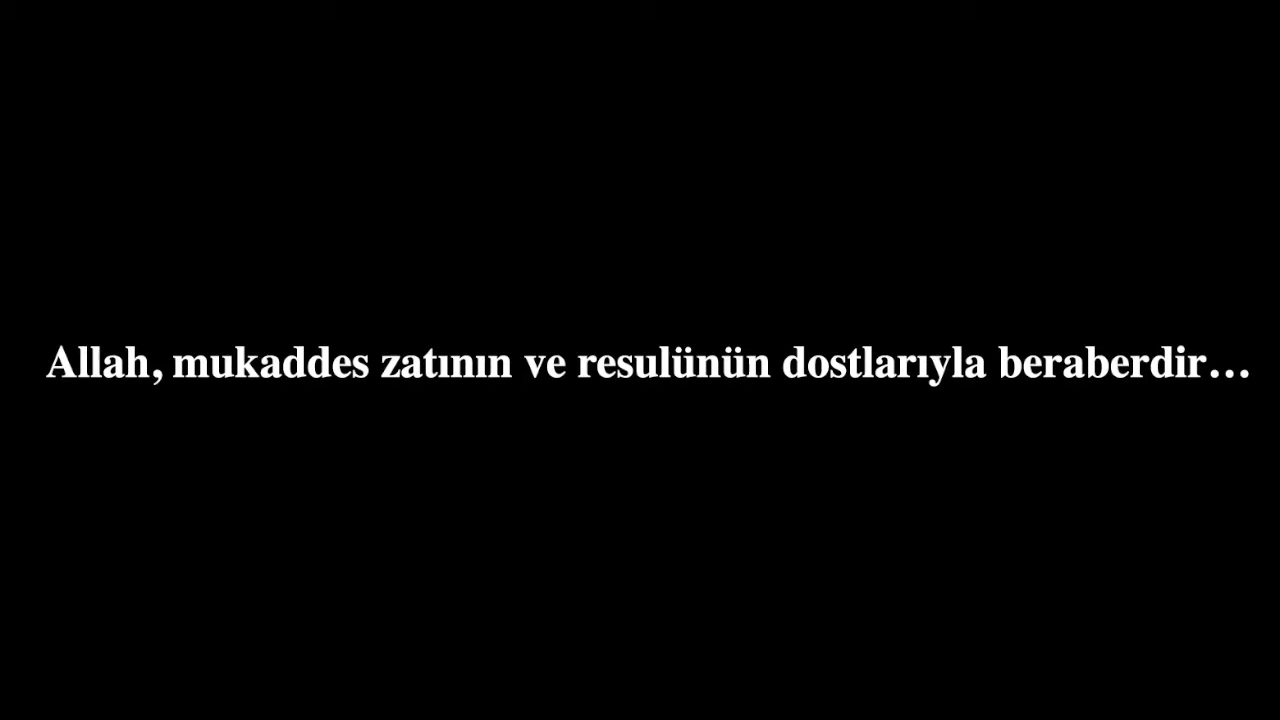 Allah, mukaddes zatının ve resulünün dostlarıyla beraberdir…